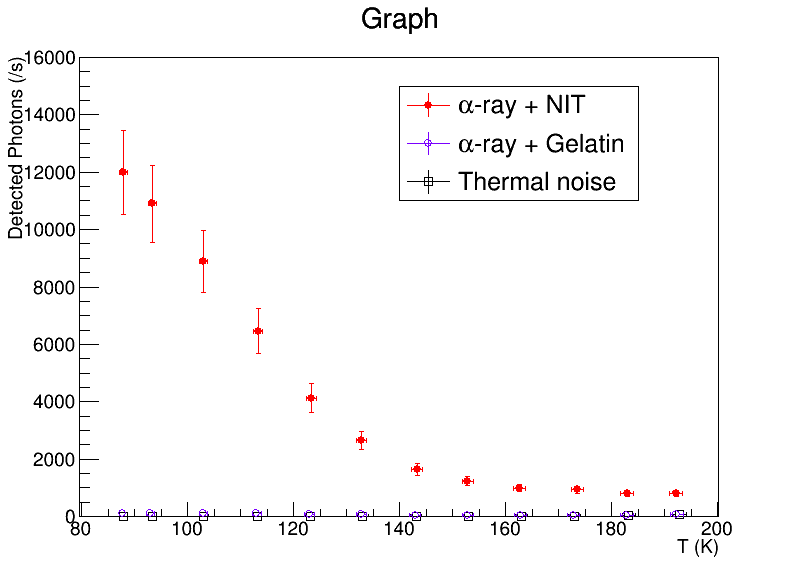 Graph
Detected Photons (/s)
16000
14000
12000
10000
8000
6000
4000
2000
0
α-ray + NIT
α-ray + Gelatin
Thermal noise
80 100 120 140 160 180 200
T (K)